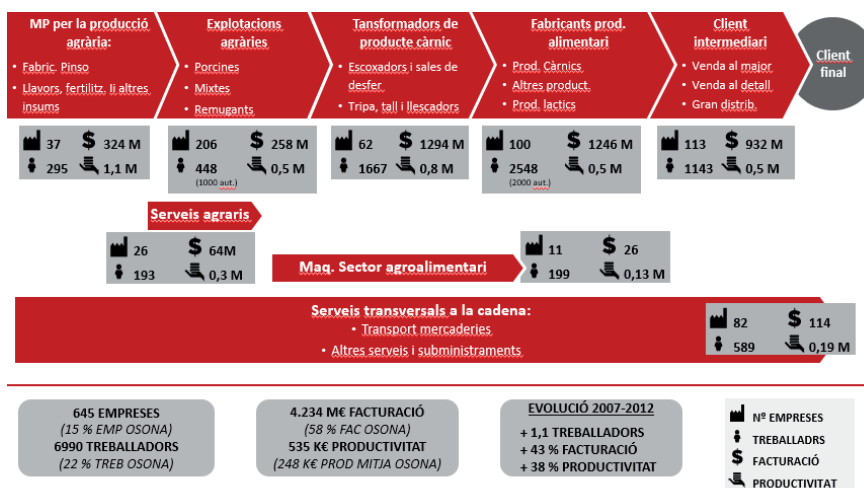 MP per la producció
agrària:
• Fabric. Pinso
• Llavors, fertilitz. Ii altres
insums
Explotacions
agràries
• Porcines
• Mixtes
• Remugants
Tansformadors de
producte càrnic
• Escoxadors i sales de
desfer
• Tripa, tall i llescadors
Fabricants prod.
alimentari
• Prod. Càrnics
• Altres product.
• Prod. lactics
Client
intermediari
• Venda al major
• Venda al detall
• Gran distrib.
Client
final
37 $ 324 M
295 1,1 M
206 $ 258 M
448 0,5 M
(1000 aut.)
62 $ 1294 M
1667 0,8 M
100 $ 1246 M
2548 0,5 M
(2000 aut.)
113 $ 932 M
1143 0,5 M
Serveis agraris
26 $ 64M
193 0,3 M
Maq. Sector agroalimentari
11 $ 26
199 0,13 M
Serveis transversals a la cadena:
• Transport mercaderies
• Altres serveis i subministraments
82 $ 114
589 0,19 M
645 EMPRESES
(15 % EMP OSONA)
6990 TREBALLADORS
(22 % TREB OSONA)
4.234 M€ FACTURACIÓ
(58 % FAC OSONA)
535 K€ PRODUCTIVITAT
(248 K€ PROD MITJA OSONA)
EVOLUCIÓ 2007-2012
+ 1,1 TREBALLADORS
+ 43 % FACTURACIÓ
+ 38 % PRODUCTIVITAT
Nº EMPRESES
TREBALLADRS
$ FACTURACIÓ
PRODUCTIVITAT